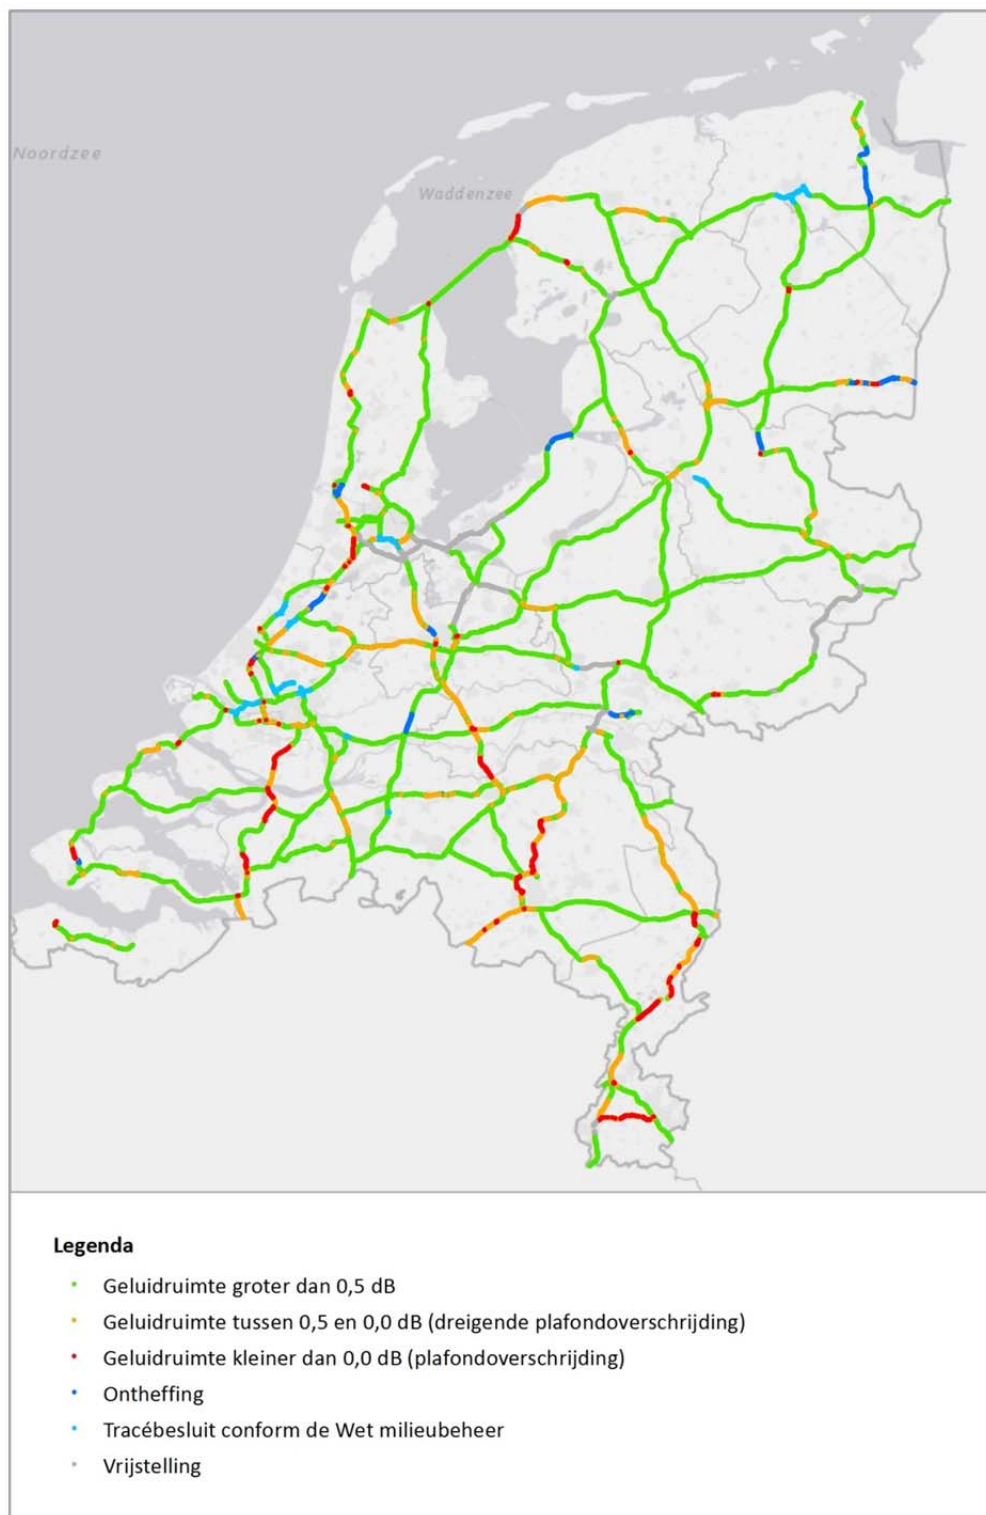 Noordzee
Waddenzee
Legenda
Geluidruimte groter dan 0,5 dB
Geluidruimte tussen 0,5 en 0,0 dB (dreigende plafondoverschrijding)
Geluidruimte kleiner dan 0,0 dB (plafondoverschrijding)
Ontheffing
Tracébesluit conform de Wet milieubeheer
Vrijstelling